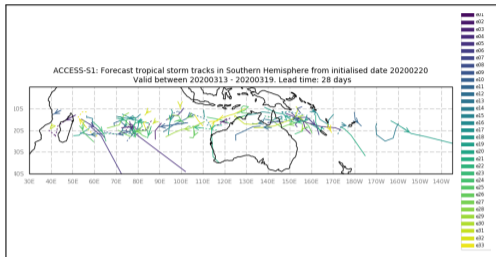 ACCESS-S1: Forecast tropical storm tracks in Southern Hemisphere from initialised date 20200220
Valid between 20200313 - 20200319. Lead time: 28 days
10S
20S
30S
40S
30E 40E 50E 60E 70E 80E 90E 100E 110E 120E 130E 140E 150E 160E 170E 180E 170W 160W 150W 140W
e01
e02
e03
e04
e05
e06
e07
e08
e09
e10
e11
e12
e13
e14
e15
e16
e17
e18
e19
e20
e21
e22
e23
e24
e25
e26
e27
e28
e29
e30
e31
e32
e33